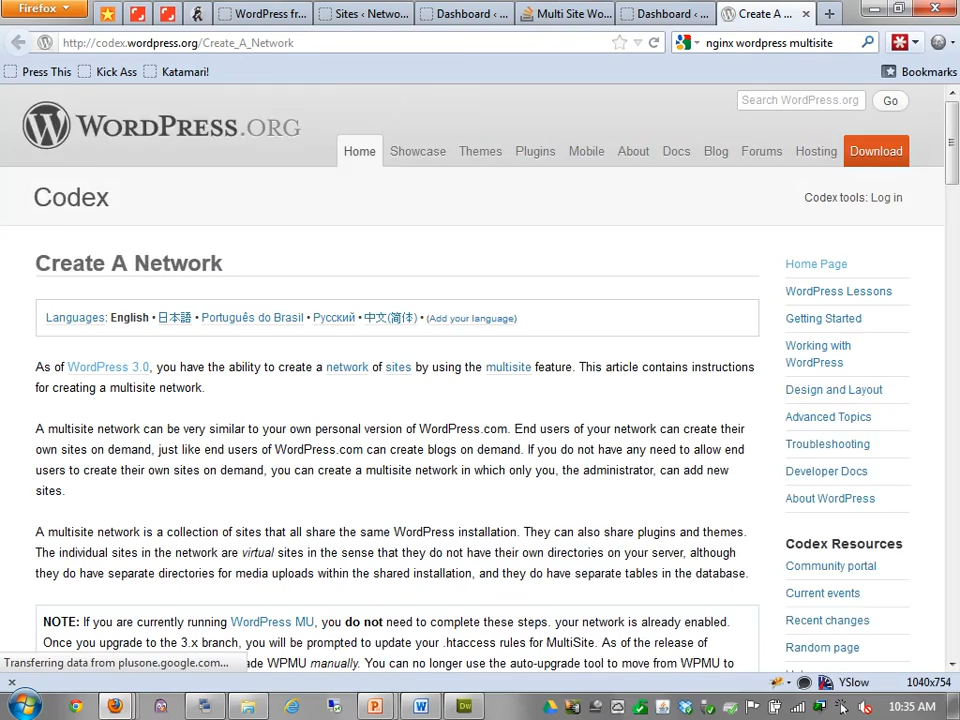 Firefox
WordPress fr...
Sites ‹ Netwo...
Dashboard ‹ ...
Multi Site Wo...
Dashboard ‹ ...
Create A ...
http://codex.wordpress.org/Create_A_Network
nginx wordpress multisite
Press This
Kick Ass
Katamari!
Bookmarks
Search WordPress.org
Go
WORDPRESS.ORG
Home
Showcase
Themes
Plugins
Mobile
About
Docs
Blog
Forums
Hosting
Download
Codex
Codex tools: Log in
Create A Network
Languages: English • 日本語 • Português do Brasil • Русский • 中文(简体) • (Add your language)
As of WordPress 3.0, you have the ability to create a network of sites by using the multisite feature. This article contains instructions
for creating a multisite network.
A multisite network can be very similar to your own personal version of WordPress.com. End users of your network can create their
own sites on demand, just like end users of WordPress.com can create blogs on demand. If you do not have any need to allow end
users to create their own sites on demand, you can create a multisite network in which only you, the administrator, can add new
sites.
A multisite network is a collection of sites that all share the same WordPress installation. They can also share plugins and themes.
The individual sites in the network are virtual sites in the sense that they do not have their own directories on your server, although
they do have separate directories for media uploads within the shared installation, and they do have separate tables in the database.
NOTE: If you are currently running WordPress MU, you do not need to complete these steps. your network is already enabled.
Once you upgrade to the 3.x branch, you will be prompted to update your .htaccess rules for MultiSite. As of the release of
ade WPMU manually. You can no longer use the auto-upgrade tool to move from WPMU to
Home Page
WordPress Lessons
Getting Started
Working with
WordPress
Design and Layout
Advanced Topics
Troubleshooting
Developer Docs
About WordPress
Codex Resources
Community portal
Current events
Recent changes
Random page
Transferring data from plusone.google.com...
YSlow
1040x754
10:35 AM